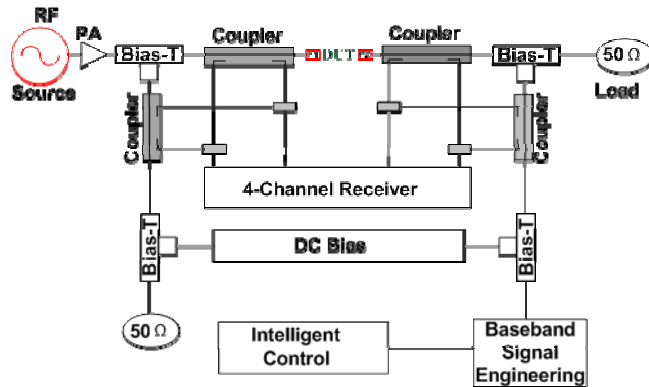 RF
Source
PA
Bias-T
Coupler
DUT
Coupler
Bias-T
50 Ω
Load
Coupler
Coupler
4-Channel Receiver
Bias-T
DC Bias
Bias-T
50 Ω
Intelligent
Control
Baseband
Signal
Engineering